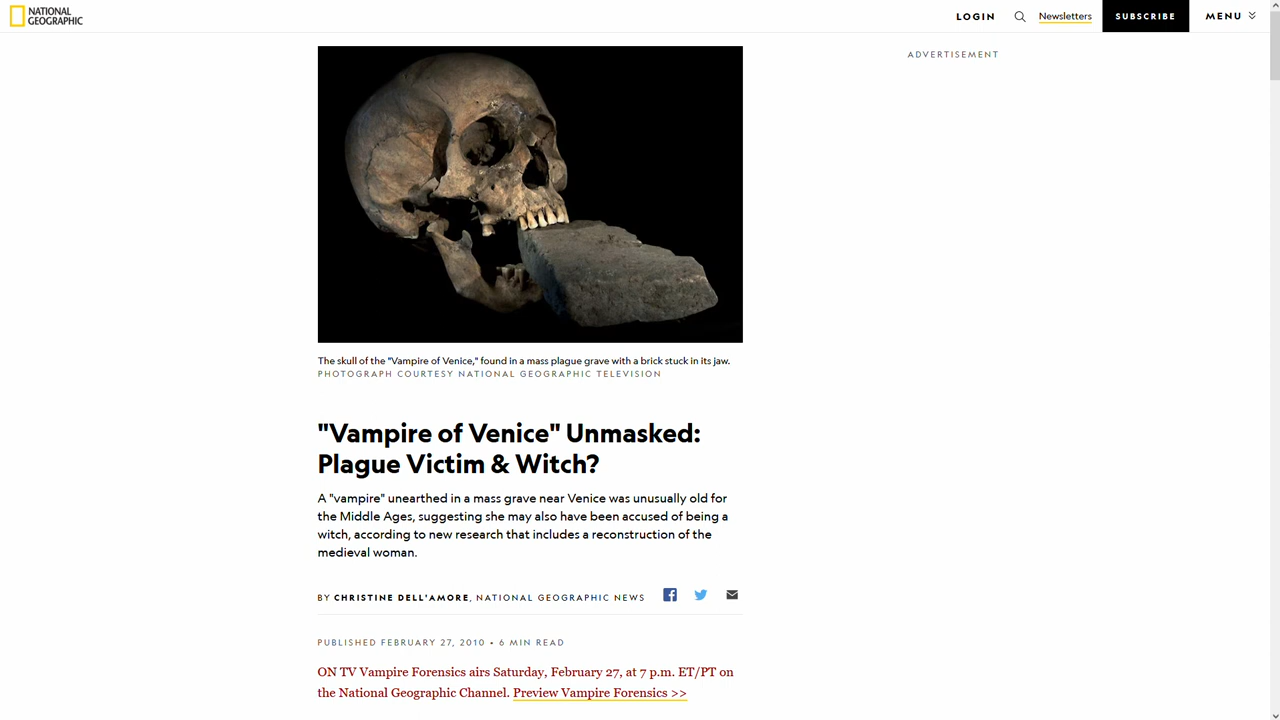 NATIONAL
GEOGRAPHIC
LOGIN
Newsletters
SUBSCRIBE
MENU
ADVERTISEMENT
The skull of the "Vampire of Venice," found in a mass plague grave with a brick stuck in its jaw.
PHOTOGRAPH COURTESY NATIONAL GEOGRAPHIC TELEVISION
"Vampire of Venice" Unmasked:
Plague Victim & Witch?
A "vampire" unearthed in a mass grave near Venice was unusually old for
the Middle Ages, suggesting she may also have been accused of being a
witch, according to new research that includes a reconstruction of the
medieval woman.
BY CHRISTINE DELL'AMORE, NATIONAL GEOGRAPHIC NEWS
PUBLISHED FEBRUARY 27, 2010 • 6 MIN READ
ON TV Vampire Forensics airs Saturday, February 27, at 7 p.m. ET/PT on
the National Geographic Channel. Preview Vampire Forensics >>